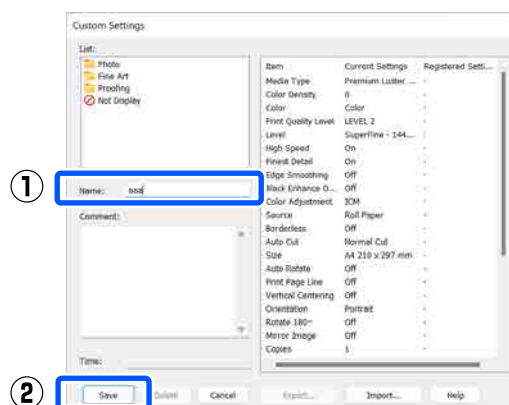 Custom Settings
List:
Photo
Fine Art
Proofing
Not Display
① Name: aaa
Comment:
Time:
Item Current Settings Registered Setti...
Media Type Premium Luster ... -
Color Density 0 -
Color Color -
Print Quality Level LEVEL 2 -
Level SuperFine - 144... -
High Speed On -
Finest Detail On -
Edge Smoothing Off -
Black Enhance O... Off -
Color Adjustment ICM -
Source Roll Paper -
Borderless Off -
Auto Cut Normal Cut -
Size A4 210 x 297 mm -
Auto Rotate Off -
Print Page Line Off -
Vertical Centering Off -
Orientation Portrait -
Rotate 180° Off -
Mirror Image Off -
Copies 1 -
② Save Delete Cancel Export... Import... Help